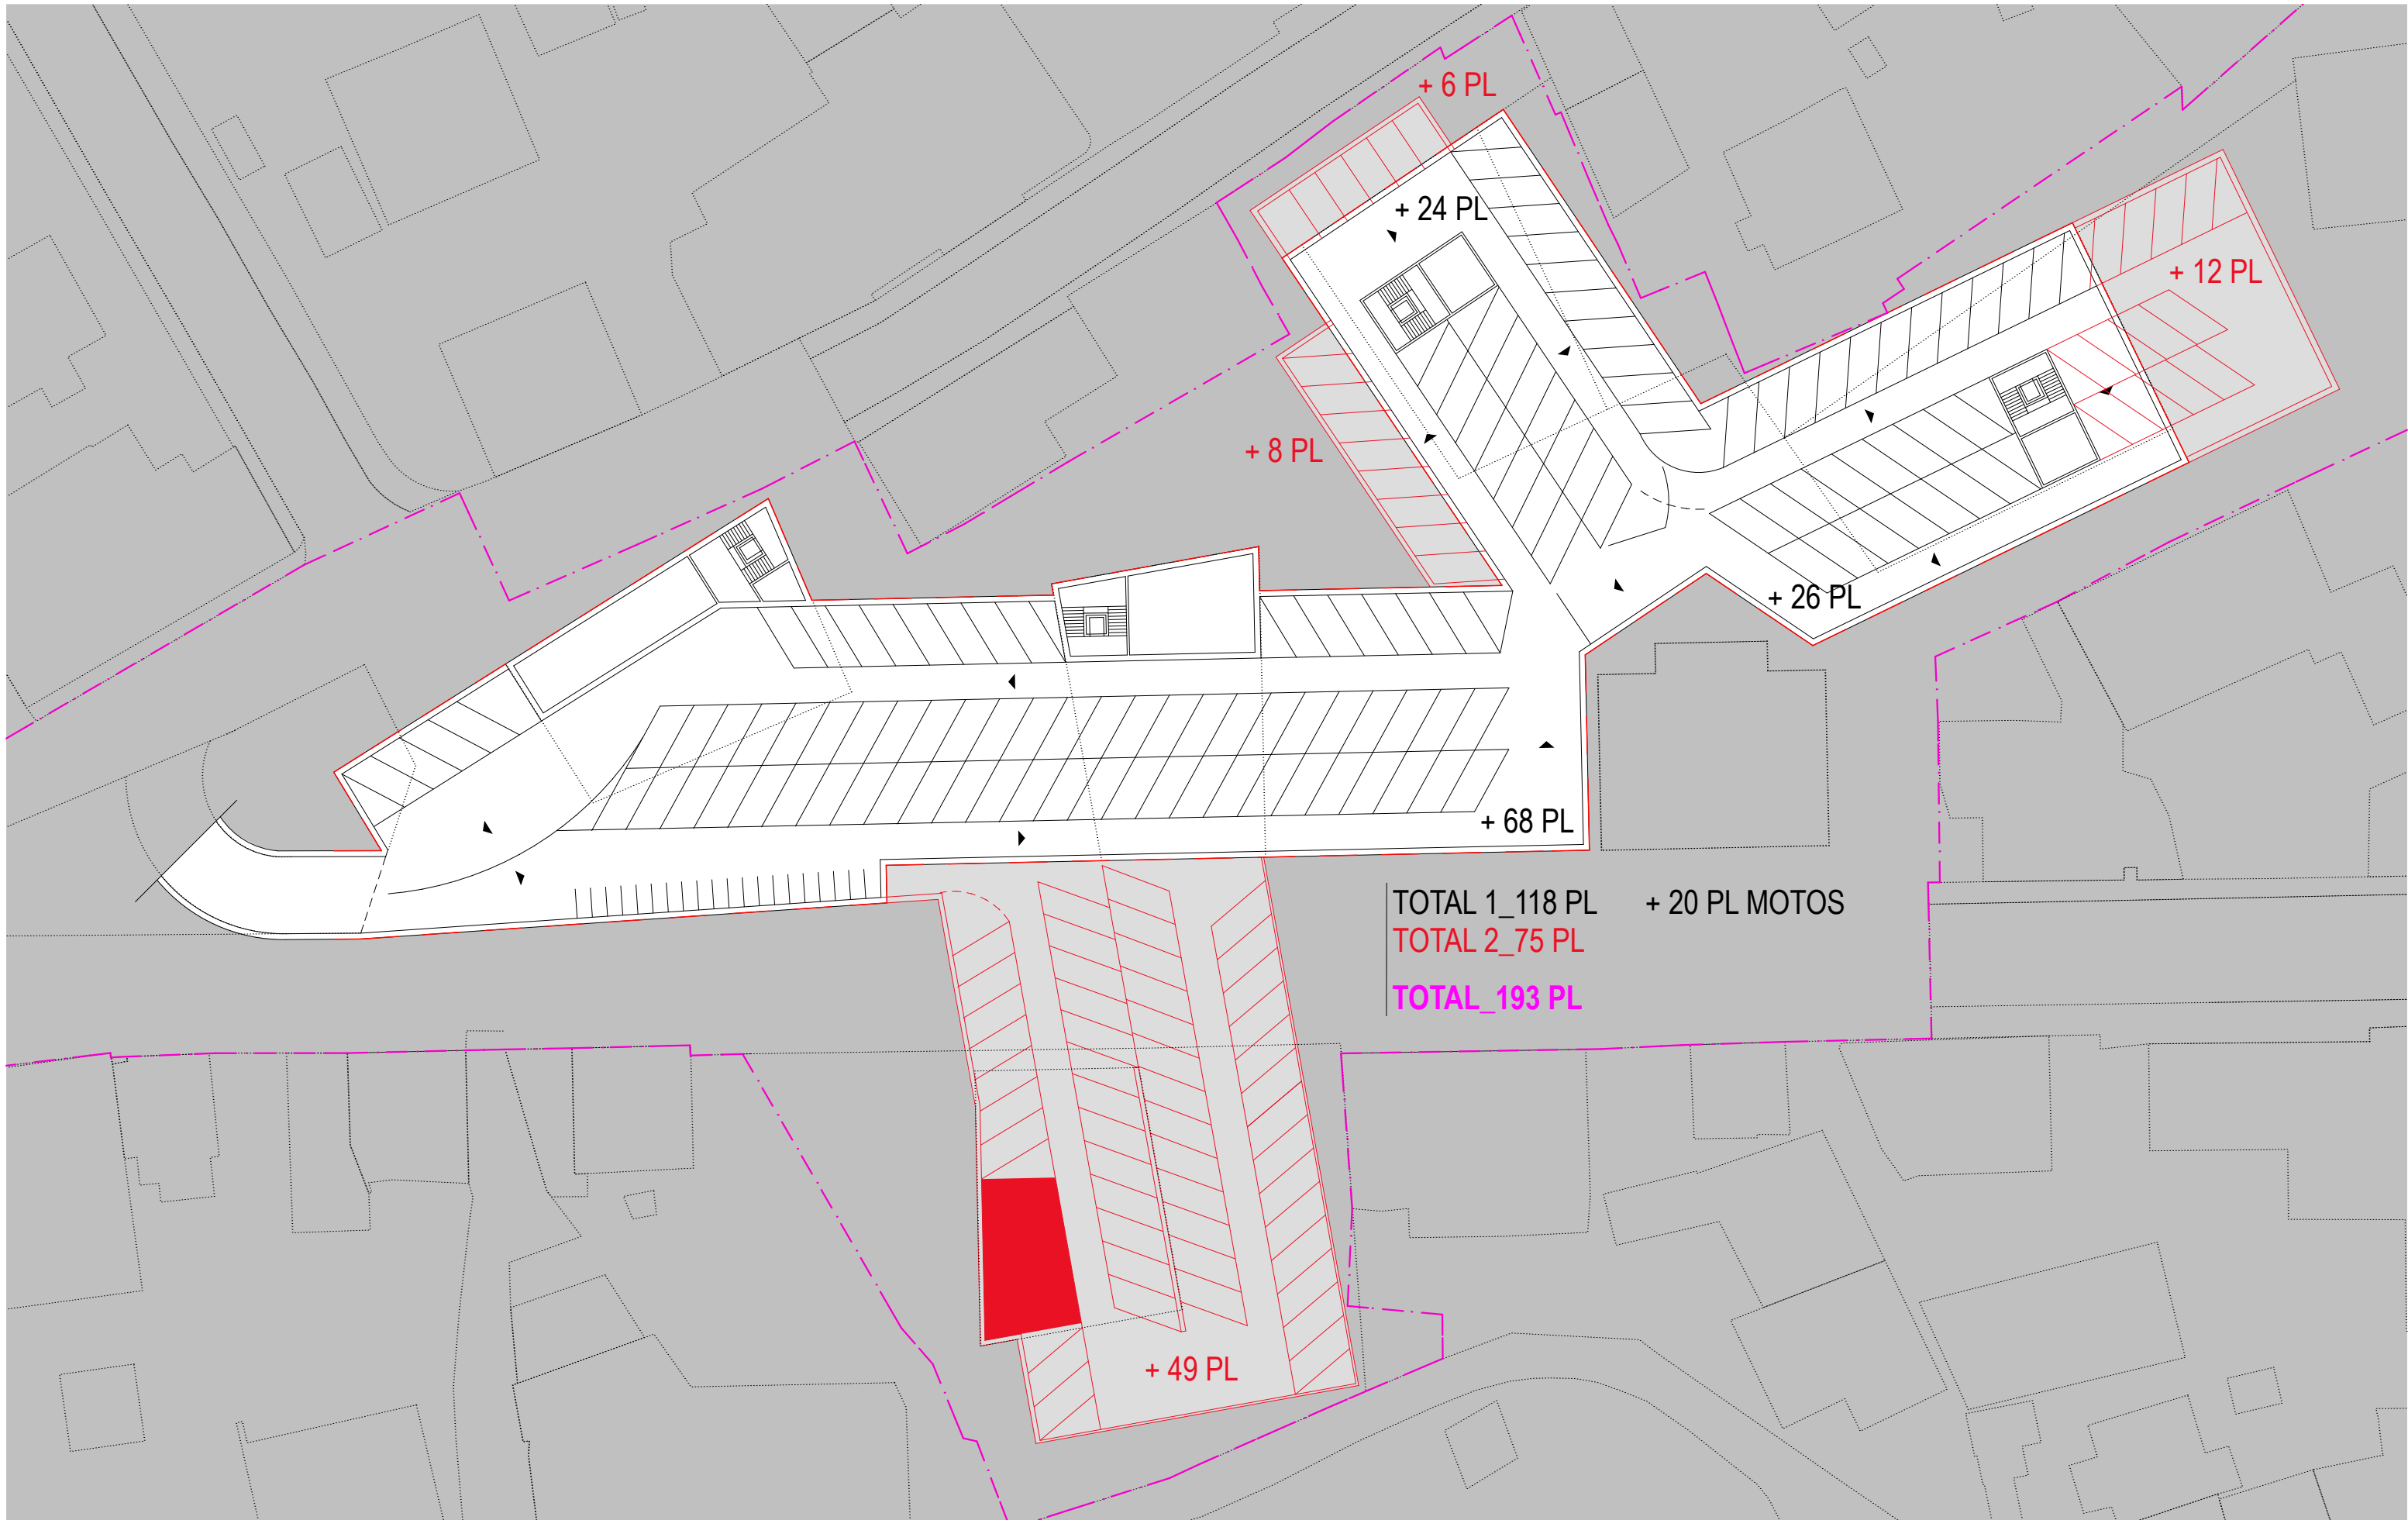 + 6 PL
+ 24 PL
+ 12 PL
+ 8 PL
+ 26 PL
+ 68 PL
TOTAL 1_118 PL + 20 PL MOTOS
TOTAL 2_75 PL
TOTAL_193 PL
+ 49 PL